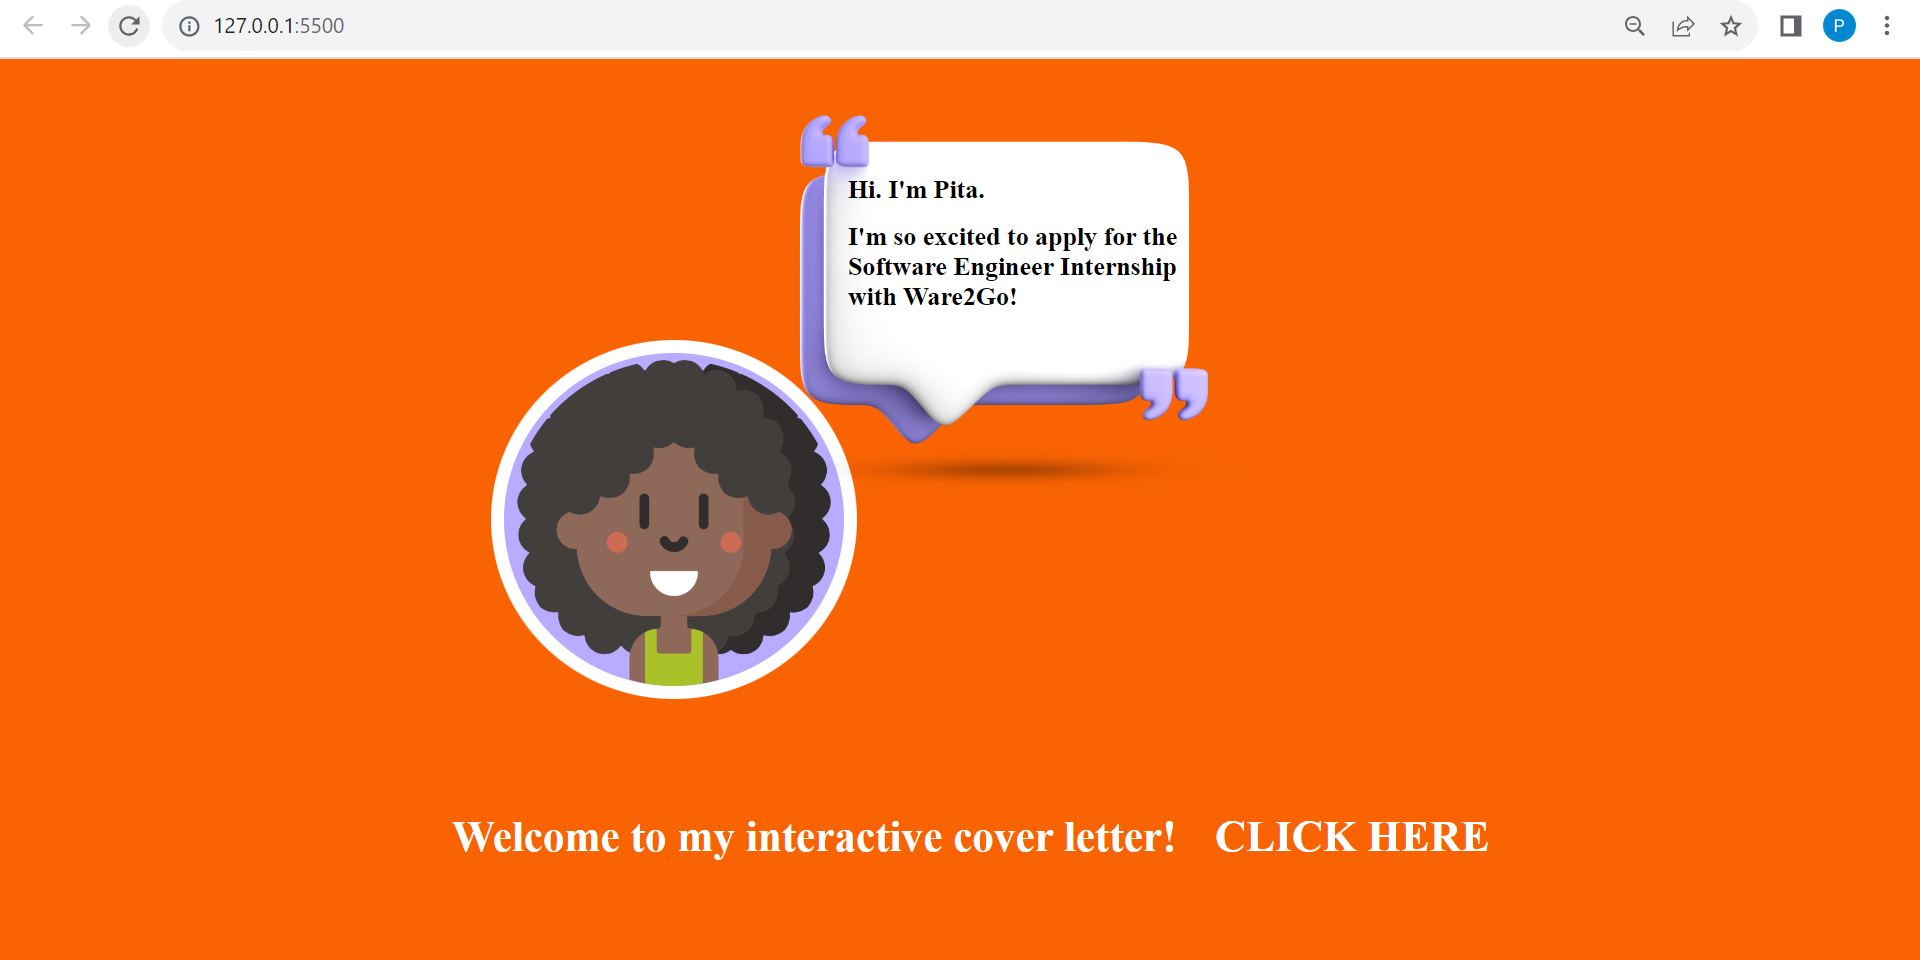 127.0.0.1:5500
P
Hi. I'm Pita.
I'm so excited to apply for the
Software Engineer Internship
with Ware2Go!
Welcome to my interactive cover letter! CLICK HERE